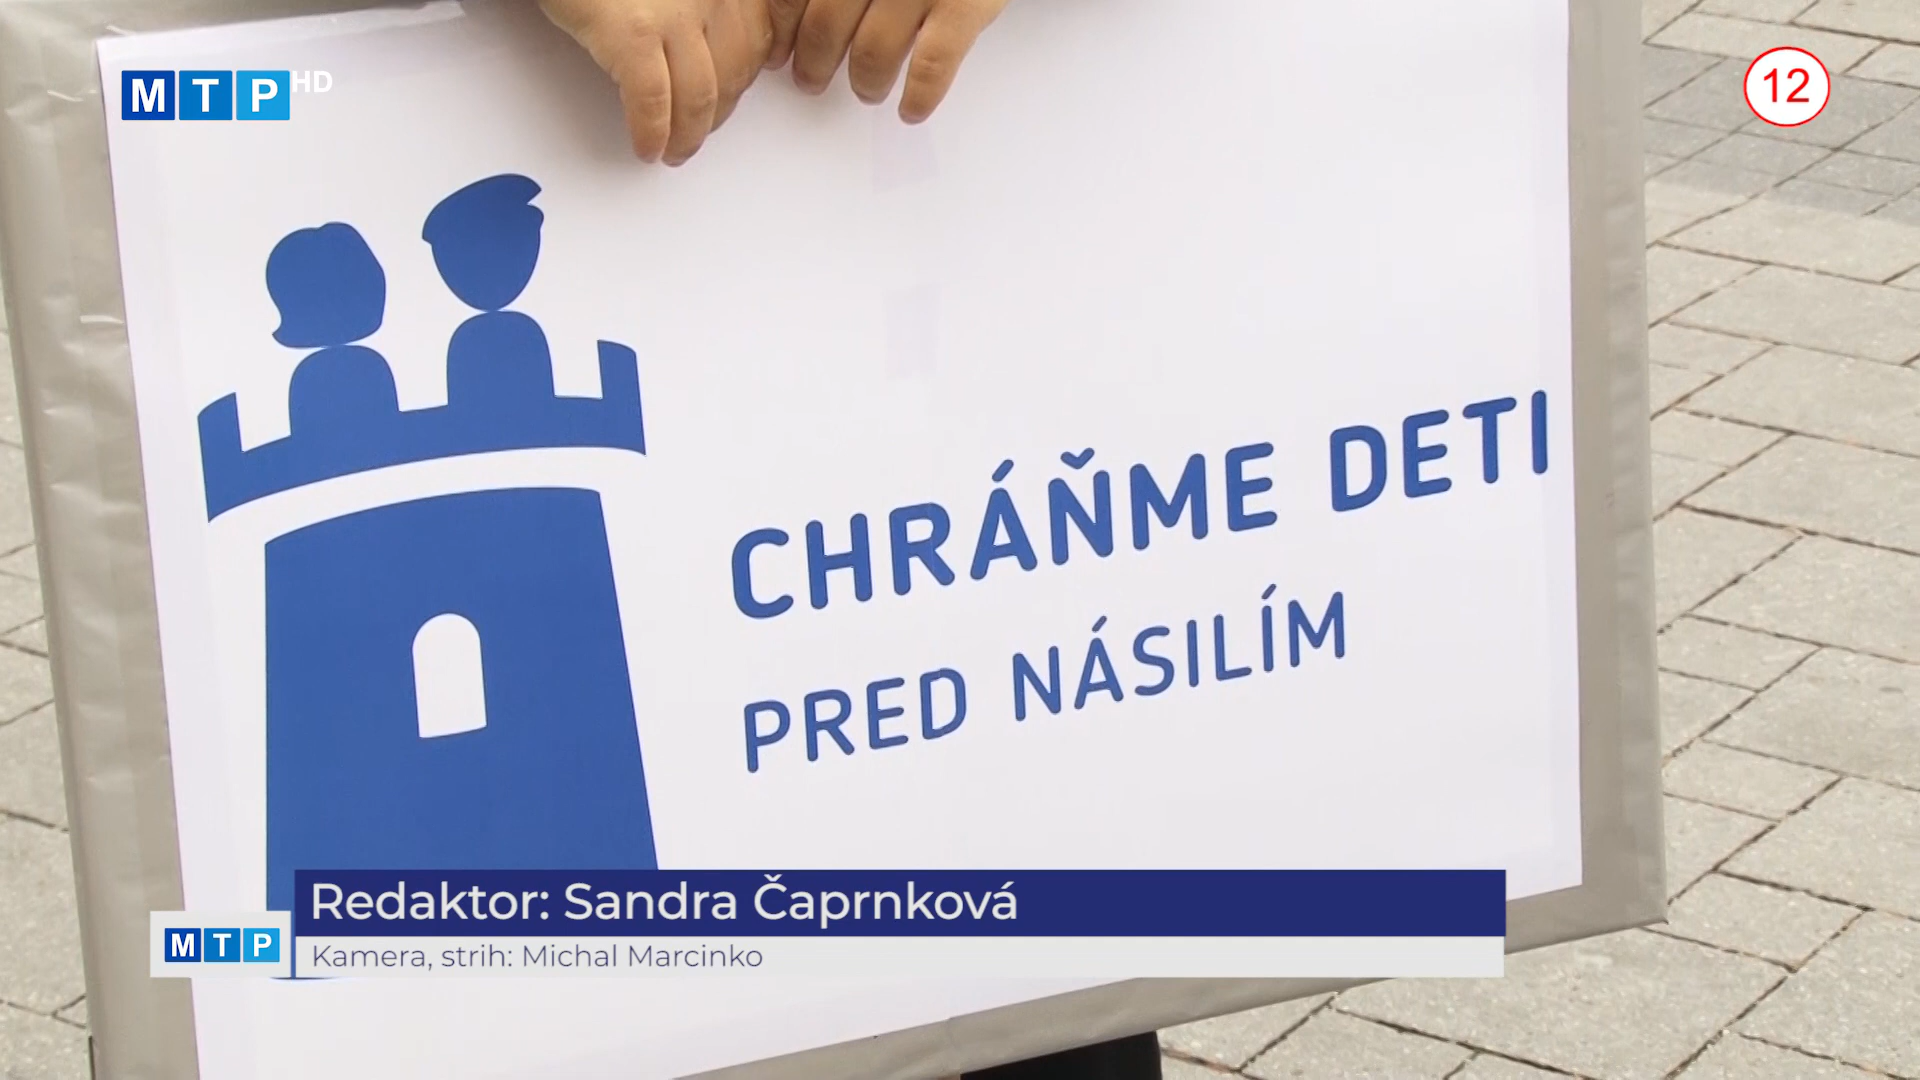 MTP HD
12
CHRÁŇME DETI
PRED NÁSILÍM
Redaktor: Sandra Čaprnková
MTP
Kamera, strih: Michal Marcinko